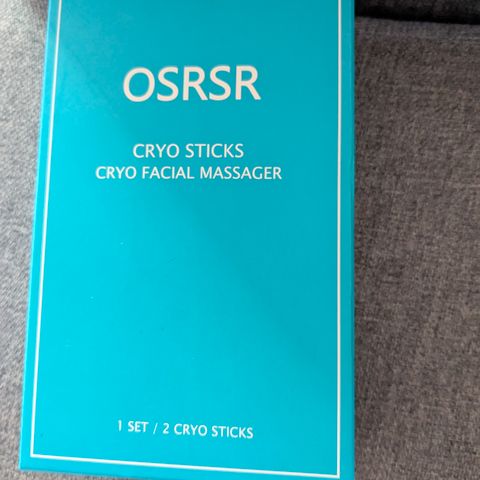 OSRSR
CRYO STICKS
CRYO FACIAL MASSAGER
1 SET / 2 CRYO STICKS